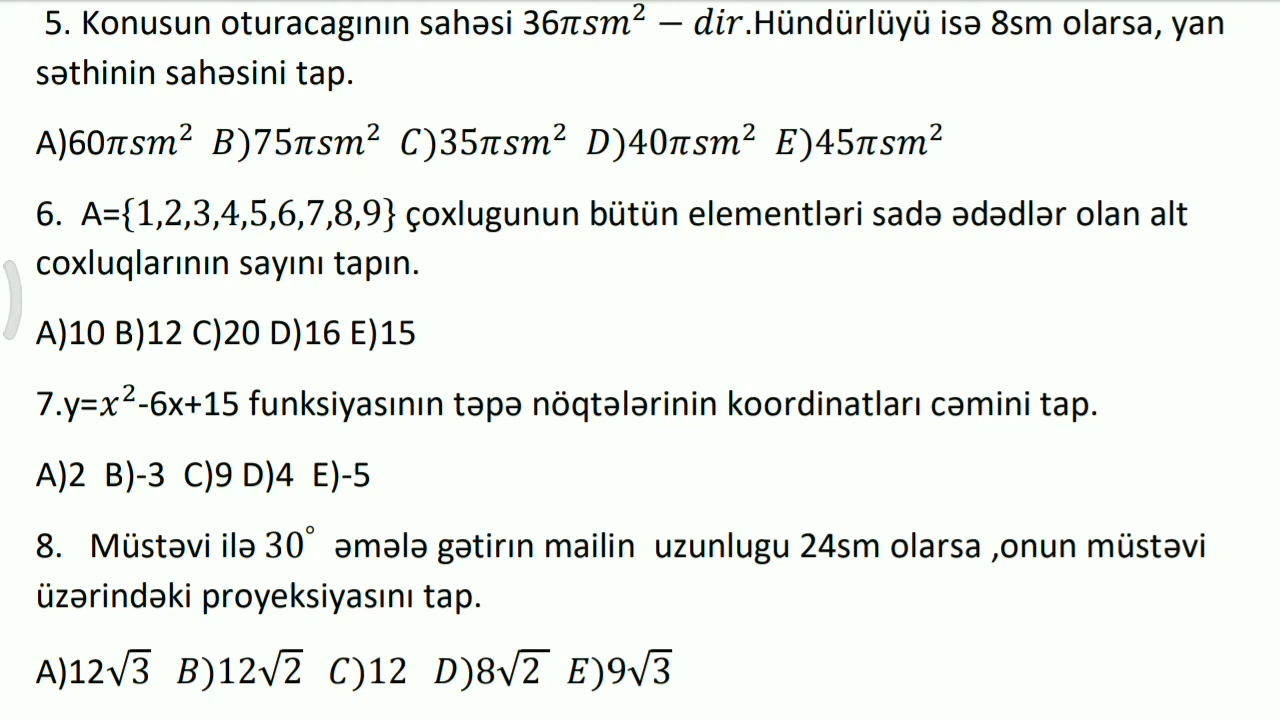 5. Konusun oturacagının sahəsi 36πsm² − dir.Hündürlüyü isə 8sm olarsa, yan
səthinin sahəsini tap.
A)60πsm² B)75πsm² C)35πsm² D)40πsm² E)45πsm²
6. A={1,2,3,4,5,6,7,8,9} çoxlugunun bütün elementləri sadə ədədlər olan alt
coxluqlarının sayını tapın.
A)10 B)12 C)20 D)16 E)15
7.y=x²-6x+15 funksiyasının təpə nöqtələrinin koordinatları cəmini tap.
A)2 B)-3 C)9 D)4 E)-5
8. Müstəvi ilə 30° əmələ gətirın mailin uzunlugu 24sm olarsa ,onun müstəvi
üzərindəki proyeksiyasını tap.
A)12√3 B)12√2 C)12 D)8√2 E)9√3